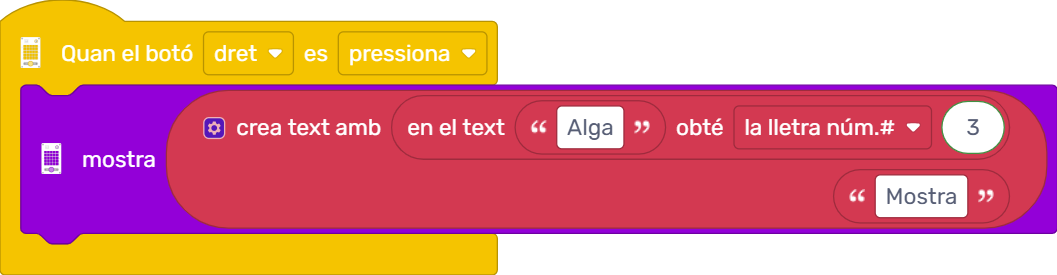 Quan el botó dret es pressiona
mostra crea text amb en el text “ Alga ” obté la lletra núm.# 3
“ Mostra ”